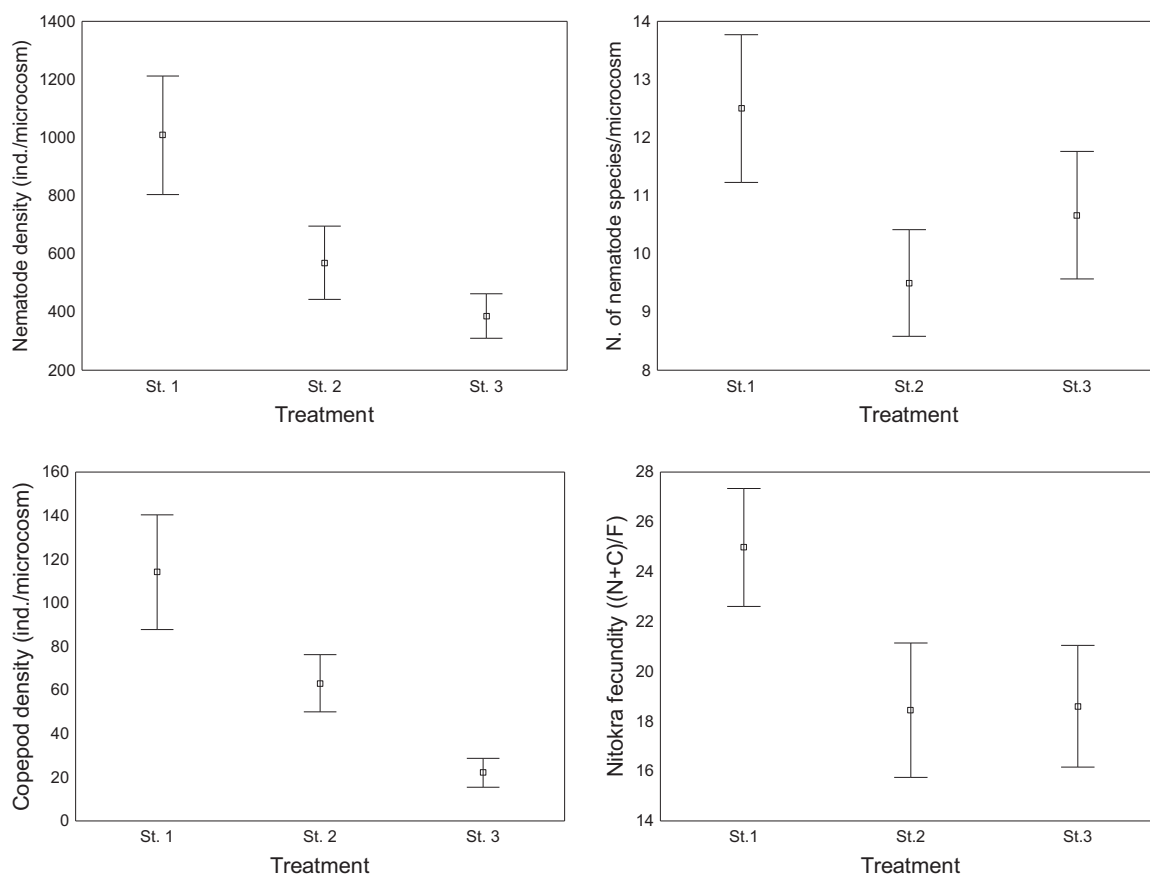 Nematode density (ind./microcosm)
1400
1200
1000
800
600
400
200
St. 1 St. 2 St. 3
Treatment
N. of nematode species/microcosm
14
13
12
11
10
9
8
St.1 St.2 St.3
Treatment
Copepod density (ind./microcosm)
160
140
120
100
80
60
40
20
0
St. 1 St. 2 St. 3
Treatment
Nitokra fecundity ((N+C)/F)
28
26
24
22
20
18
16
14
St.1 St.2 St.3
Treatment